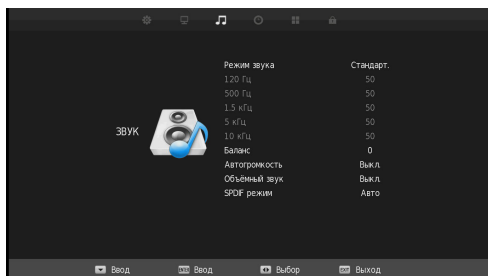 Режим звука Стандарт.
120 Гц 50
500 Гц 50
1.5 кГц 50
5 кГц 50
10 кГц 50
ЗВУК
Баланс 0
Автогромкость Выкл.
Объёмный звук Выкл.
SPDIF режим Авто
Ввод Ввод Выбор Выход